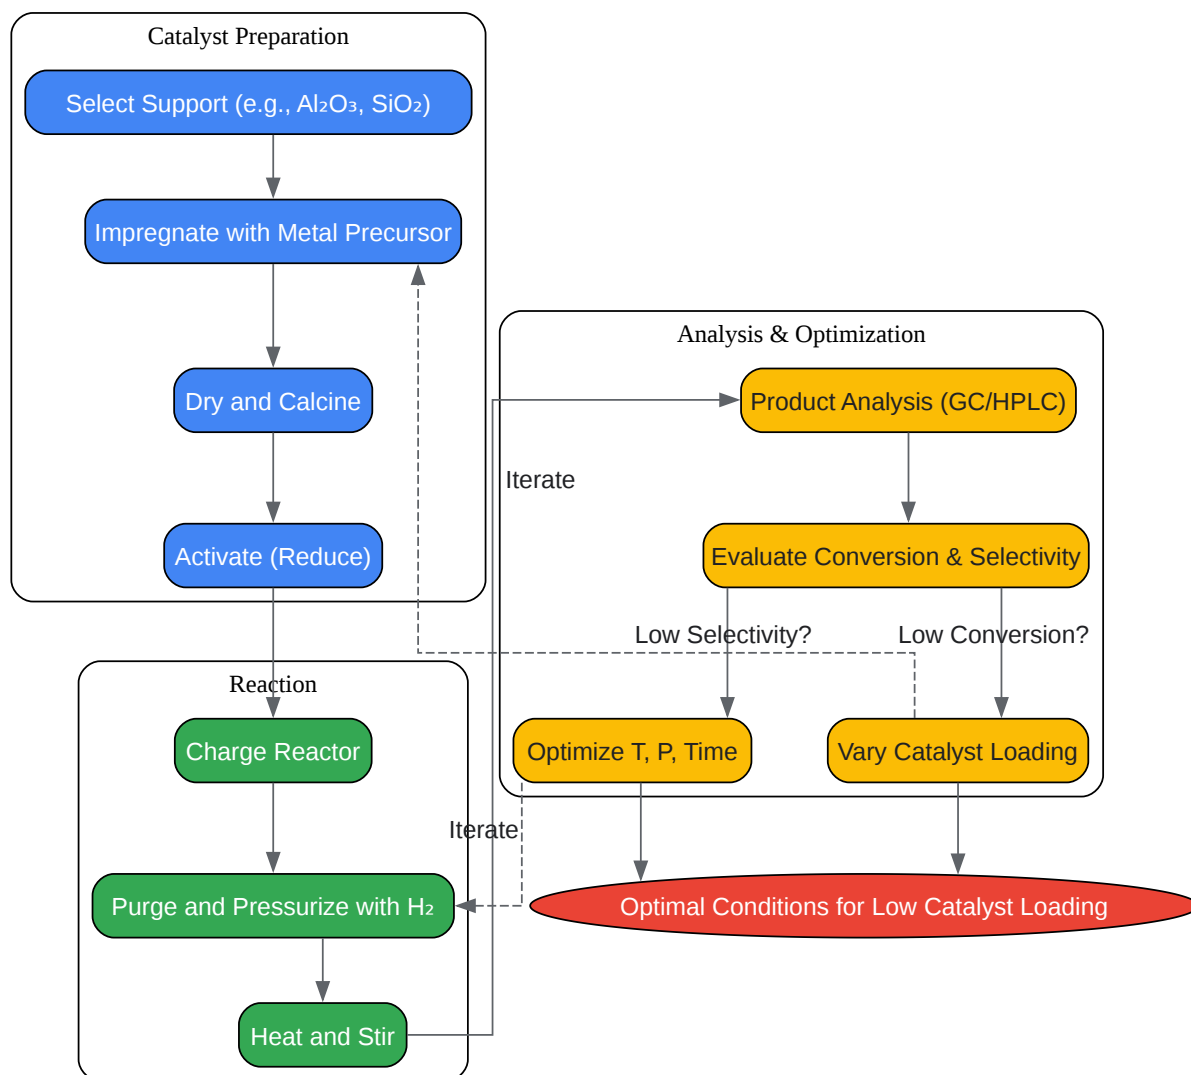 Catalyst Preparation
Select Support (e.g., Al₂O₃, SiO₂)
Impregnate with Metal Precursor
Dry and Calcine
Activate (Reduce)
Reaction
Charge Reactor
Purge and Pressurize with H₂
Heat and Stir
Analysis & Optimization
Product Analysis (GC/HPLC)
Iterate
Evaluate Conversion & Selectivity
Low Selectivity?
Low Conversion?
Optimize T, P, Time
Vary Catalyst Loading
Iterate
Optimal Conditions for Low Catalyst Loading